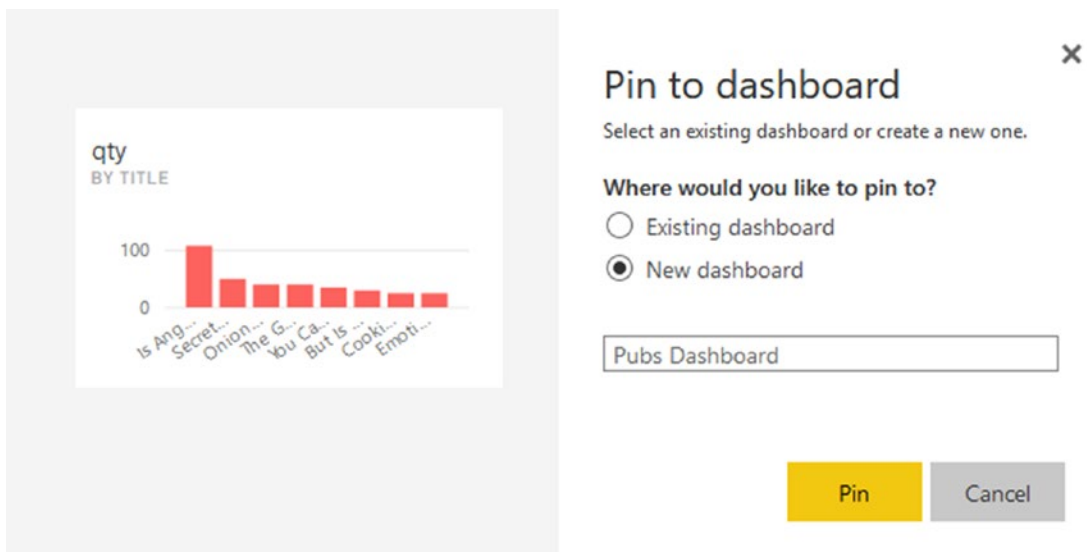 qty
BY TITLE
100
0
Is Ang...
Secret...
Onion...
The G...
You Ca...
But Is ...
Cooki...
Emoti...
Pin to dashboard
Select an existing dashboard or create a new one.
Where would you like to pin to?
Existing dashboard
New dashboard
Pubs Dashboard
Pin
Cancel